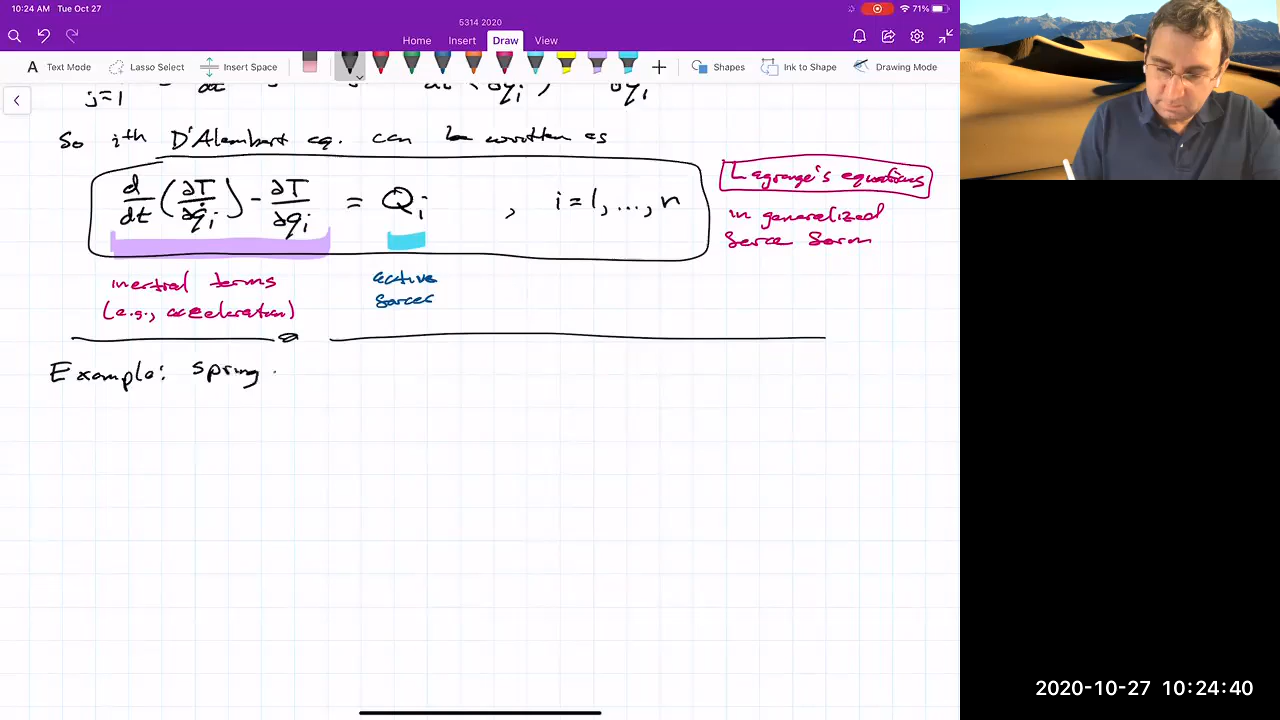 10:24 AM Tue Oct 27
71%
5314 2020
Home Insert Draw View
A Text Mode Lasso Select Insert Space Shapes Ink to Shape Drawing Mode
j=1
So ith D'Alembert eq. can be written as
d/dt (∂T/∂q̇i) - ∂T/∂qi = Qi , i=1,...,n
Lagrange's equations
in generalized
force form
inertial terms
(e.g., acceleration)
active
forces
Example: spring
2020-10-27 10:24:40